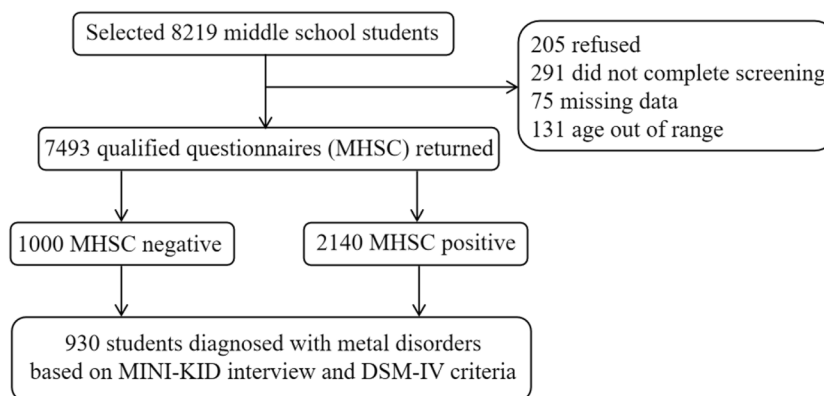 Selected 8219 middle school students
205 refused
291 did not complete screening
75 missing data
131 age out of range
7493 qualified questionnaires (MHSC) returned
1000 MHSC negative
2140 MHSC positive
930 students diagnosed with metal disorders
based on MINI-KID interview and DSM-IV criteria